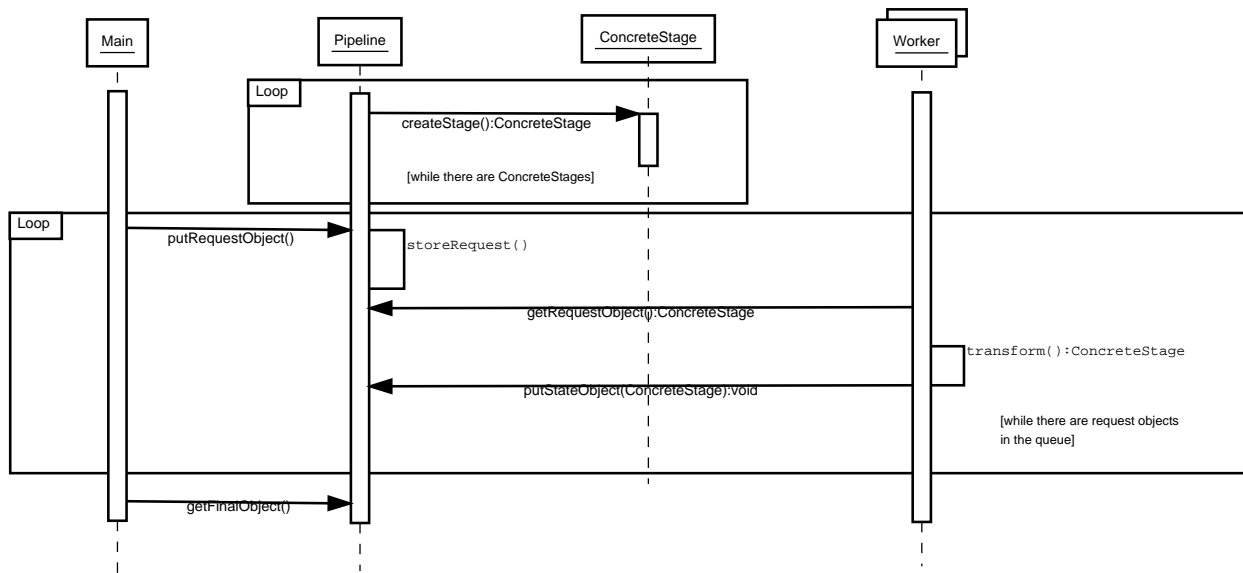 Main
Pipeline
ConcreteStage
Worker
Loop
createStage():ConcreteStage
[while there are ConcreteStages]
Loop
putRequestObject()
storeRequest()
getRequestObject():ConcreteStage
transform():ConcreteStage
putStateObject(ConcreteStage):void
[while there are request objects
in the queue]
getFinalObject()